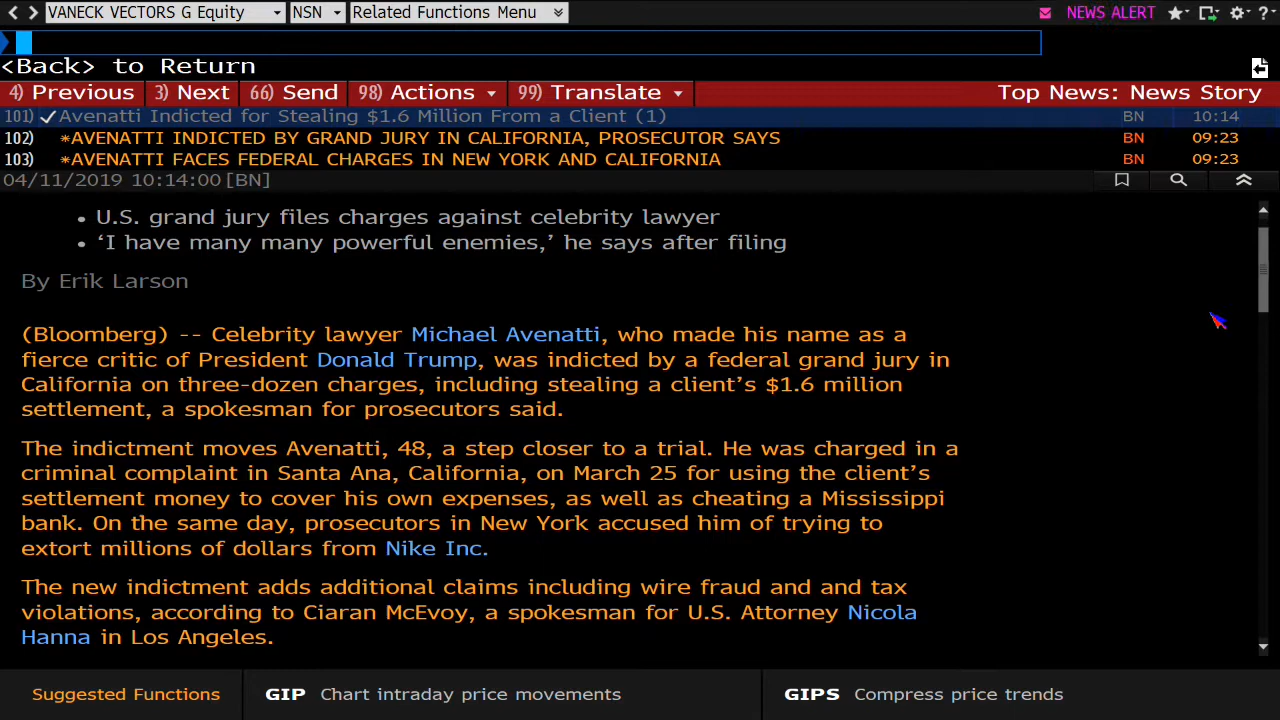 VANECK VECTORS G Equity NSN Related Functions Menu NEWS ALERT ?
<Back> to Return
4) Previous 3) Next 66) Send 98) Actions 99) Translate Top News: News Story
101) Avenatti Indicted for Stealing $1.6 Million From a Client (1) BN 10:14
102) *AVENATTI INDICTED BY GRAND JURY IN CALIFORNIA, PROSECUTOR SAYS BN 09:23
103) *AVENATTI FACES FEDERAL CHARGES IN NEW YORK AND CALIFORNIA BN 09:23
04/11/2019 10:14:00 [BN]
• U.S. grand jury files charges against celebrity lawyer
• ‘I have many many powerful enemies,’ he says after filing
By Erik Larson
(Bloomberg) -- Celebrity lawyer Michael Avenatti, who made his name as a
fierce critic of President Donald Trump, was indicted by a federal grand jury in
California on three-dozen charges, including stealing a client’s $1.6 million
settlement, a spokesman for prosecutors said.
The indictment moves Avenatti, 48, a step closer to a trial. He was charged in a
criminal complaint in Santa Ana, California, on March 25 for using the client’s
settlement money to cover his own expenses, as well as cheating a Mississippi
bank. On the same day, prosecutors in New York accused him of trying to
extort millions of dollars from Nike Inc.
The new indictment adds additional claims including wire fraud and and tax
violations, according to Ciaran McEvoy, a spokesman for U.S. Attorney Nicola
Hanna in Los Angeles.
Suggested Functions GIP Chart intraday price movements GIPS Compress price trends